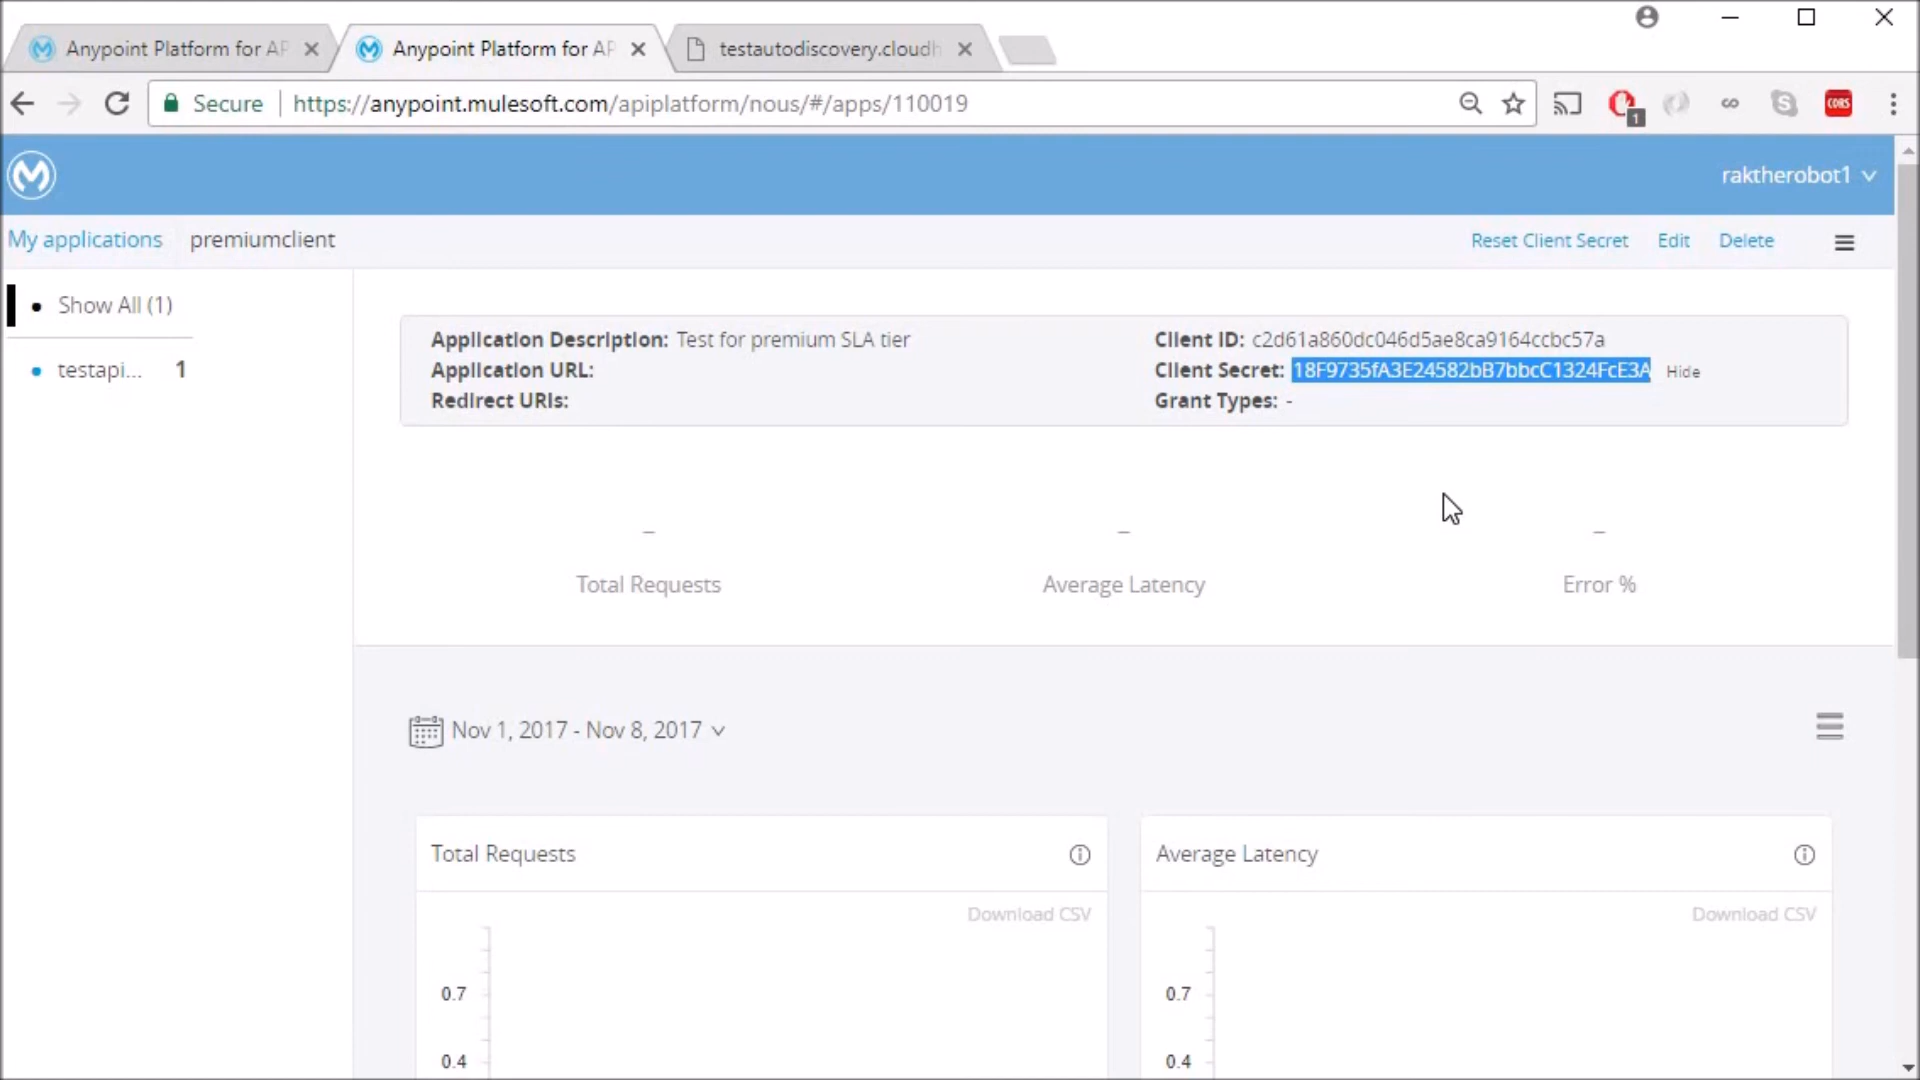 Anypoint Platform for AP
Anypoint Platform for AP
testautodiscovery.cloudh
Secure
https://anypoint.mulesoft.com/apiplatform/nous/#/apps/110019
1
CORS
raktherobot1
My applications premiumclient
Reset Client Secret Edit Delete
Show All (1)
testapi... 1
Application Description: Test for premium SLA tier
Application URL:
Redirect URIs:
Client ID: c2d61a860dc046d5ae8ca9164ccbc57a
Client Secret: 18F9735fA3E24582bB7bbcC1324FcE3A Hide
Grant Types: -
– – –
Total Requests Average Latency Error %
Nov 1, 2017 - Nov 8, 2017
Total Requests
Download CSV
0.7
0.4
Average Latency
Download CSV
0.7
0.4